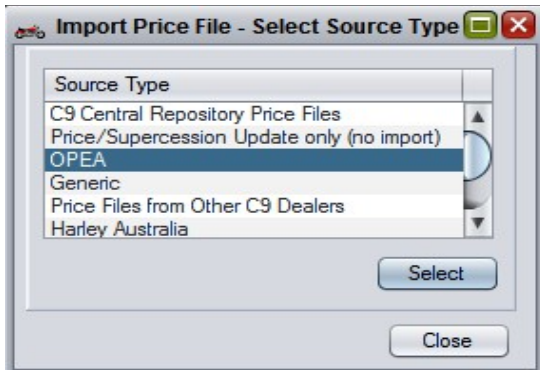 Import Price File - Select Source Type
Source Type
C9 Central Repository Price Files
Price/Supercession Update only (no import)
OPEA
Generic
Price Files from Other C9 Dealers
Harley Australia
Select
Close